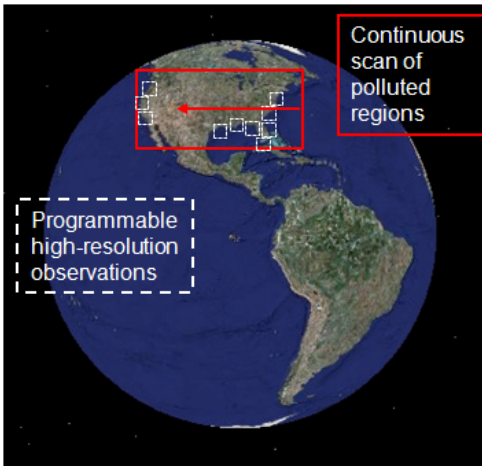 Continuous
scan of
polluted
regions
Programmable
high-resolution
observations